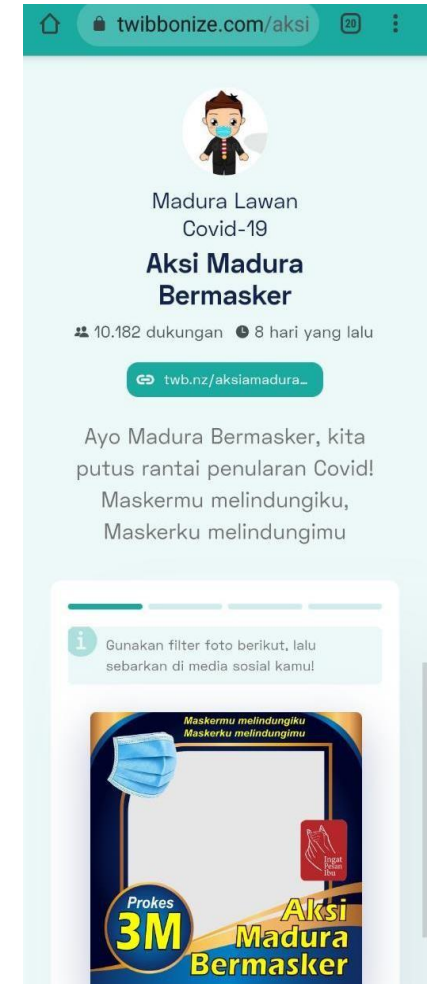 twibbonize.com/aksi
20
Madura Lawan
Covid-19
Aksi Madura
Bermasker
10.182 dukungan 8 hari yang lalu
twb.nz/aksiamadura...
Ayo Madura Bermasker, kita
putus rantai penularan Covid!
Maskermu melindungiku,
Maskerku melindungimu
i
Gunakan filter foto berikut, lalu
sebarkan di media sosial kamu!
Maskermu melindungiku
Maskerku melindungimu
Ingat
Pesan
Ibu
Prokes
3M
Aksi
Madura
Bermasker